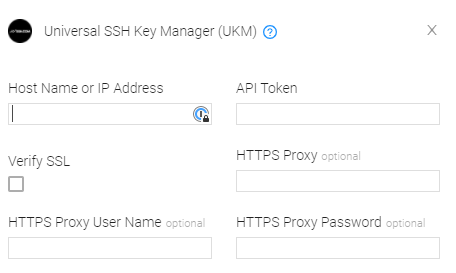 Universal SSH Key Manager (UKM)
Host Name or IP Address
API Token
Verify SSL
HTTPS Proxy optional
HTTPS Proxy User Name optional
HTTPS Proxy Password optional